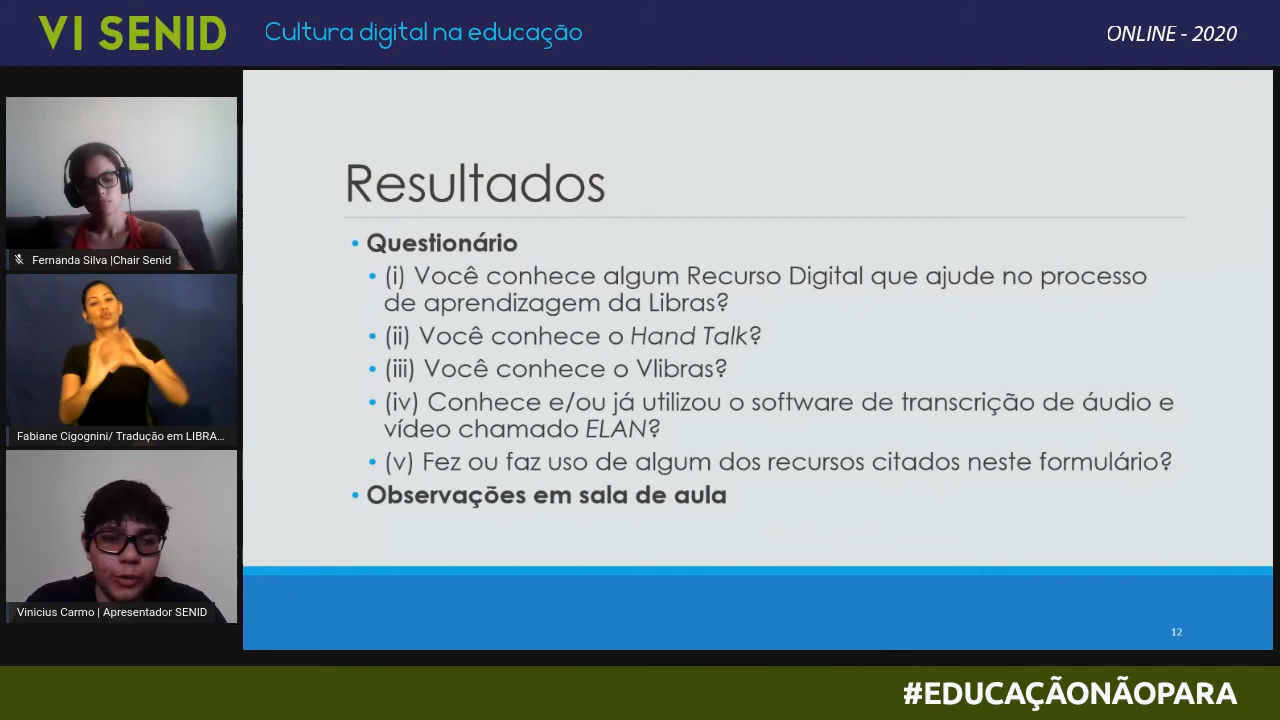 VI SENID
Cultura digital na educação
ONLINE - 2020
Fernanda Silva |Chair Senid
Fabiane Cigognini/ Tradução em LIBRA...
Vinicius Carmo | Apresentador SENID
Resultados
• Questionário
• (i) Você conhece algum Recurso Digital que ajude no processo
de aprendizagem da Libras?
• (ii) Você conhece o Hand Talk?
• (iii) Você conhece o Vlibras?
• (iv) Conhece e/ou já utilizou o software de transcrição de áudio e
vídeo chamado ELAN?
• (v) Fez ou faz uso de algum dos recursos citados neste formulário?
• Observações em sala de aula
12
#EDUCAÇÃONÃOPARA